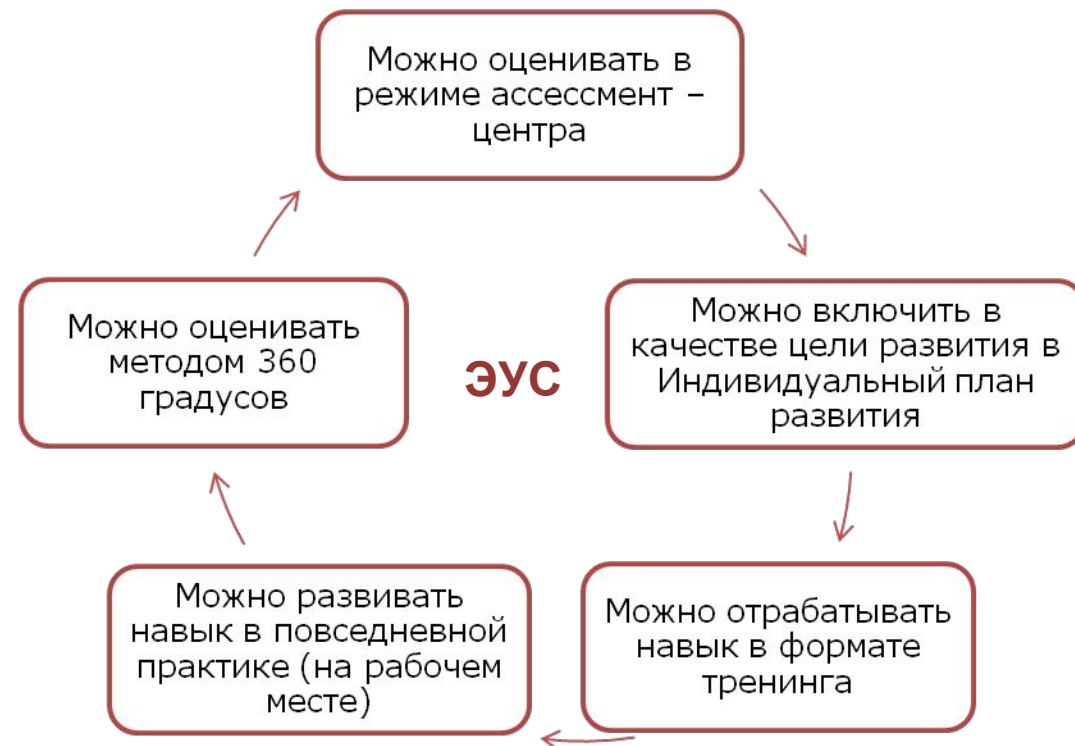 Можно оценивать в
режиме ассессмент –
центра
Можно включить в
качестве цели развития в
Индивидуальный план
развития
Можно отрабатывать
навык в формате
тренинга
Можно развивать
навык в повседневной
практике (на рабочем
месте)
Можно оценивать
методом 360
градусов
ЭУС